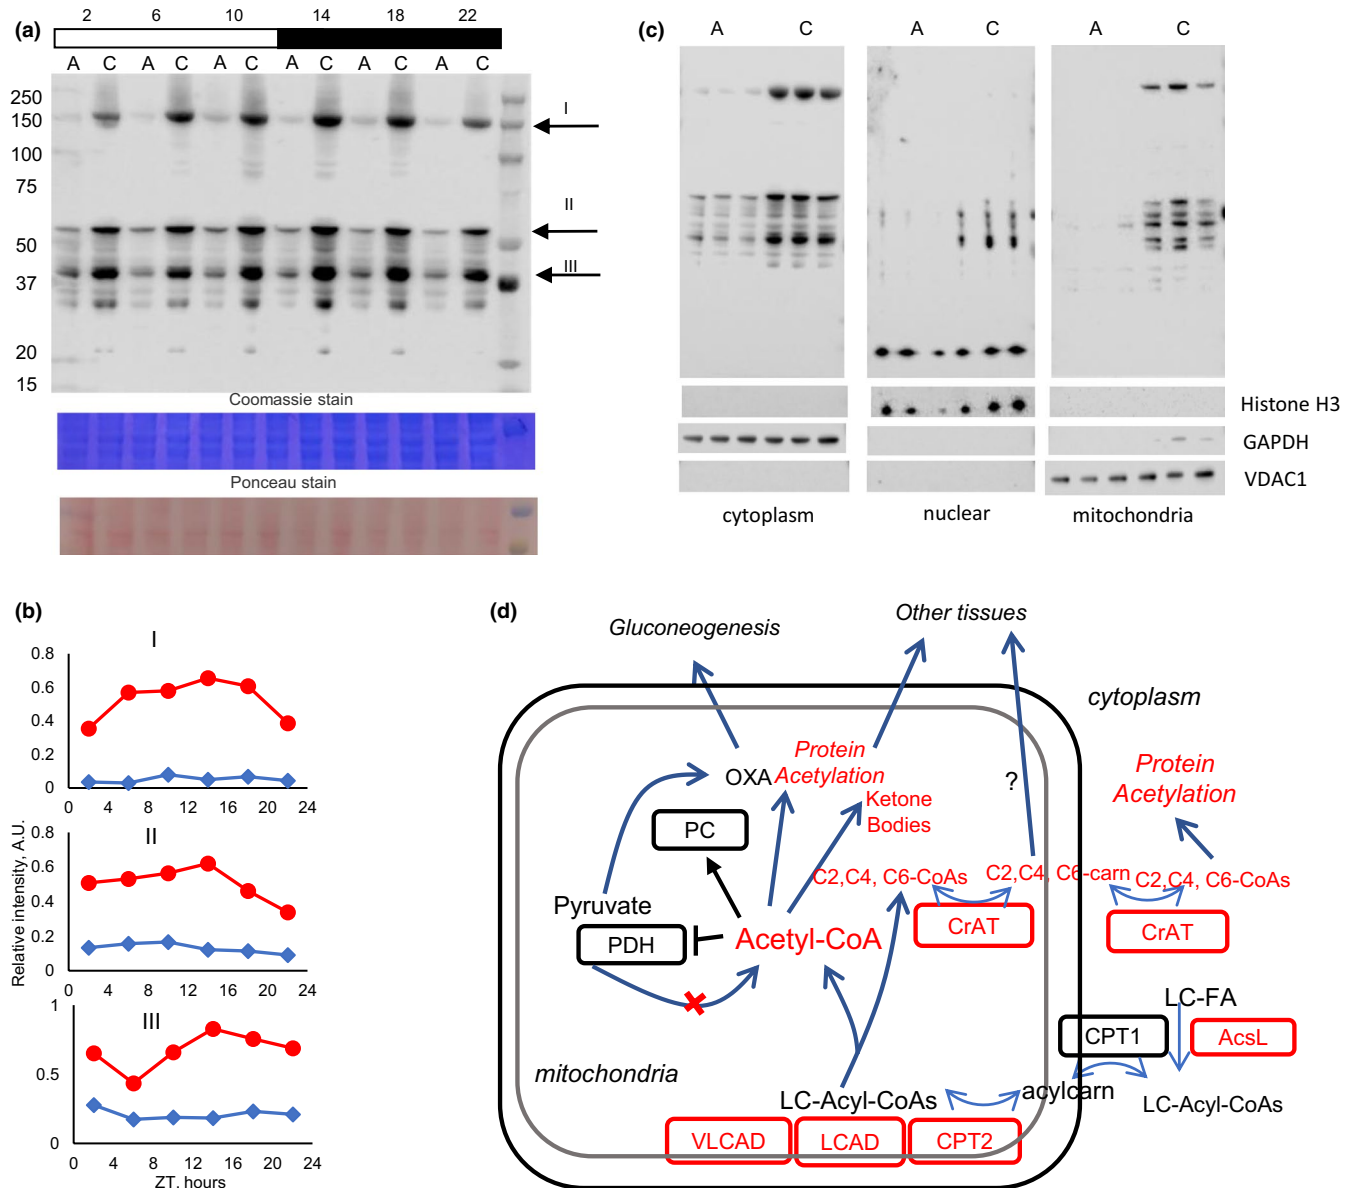 (a)
2 6 10 14 18 22
A C A C A C A C A C A C
250
150
100
75
50
37
20
15
I
II
III
Coomassie stain
Ponceau stain
(b)
Relative intensity, A.U.
I
0.8
0.6
0.4
0.2
0
0 4 8 12 16 20 24
II
0.8
0.6
0.4
0.2
0
0 4 8 12 16 20 24
III
1
0.5
0
0 4 8 12 16 20 24
ZT, hours
(c)
A C A C A C
Histone H3
GAPDH
VDAC1
cytoplasm nuclear mitochondria
(d)
Gluconeogenesis
Other tissues
cytoplasm
Protein
Acetylation
OXA
Ketone
Bodies
?
Protein
Acetylation
PC
C2,C4, C6-CoAs
C2,C4, C6-carn
C2,C4, C6-CoAs
Pyruvate
PDH
Acetyl-CoA
CrAT
CrAT
LC-FA
CPT1
AcsL
mitochondria
LC-Acyl-CoAs
acylcarn
LC-Acyl-CoAs
VLCAD
LCAD
CPT2